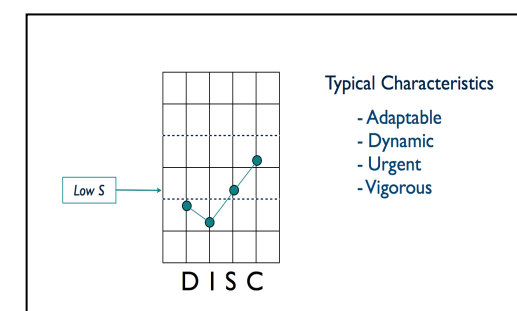 Typical Characteristics
- Adaptable
- Dynamic
- Urgent
- Vigorous
Low S
D I S C